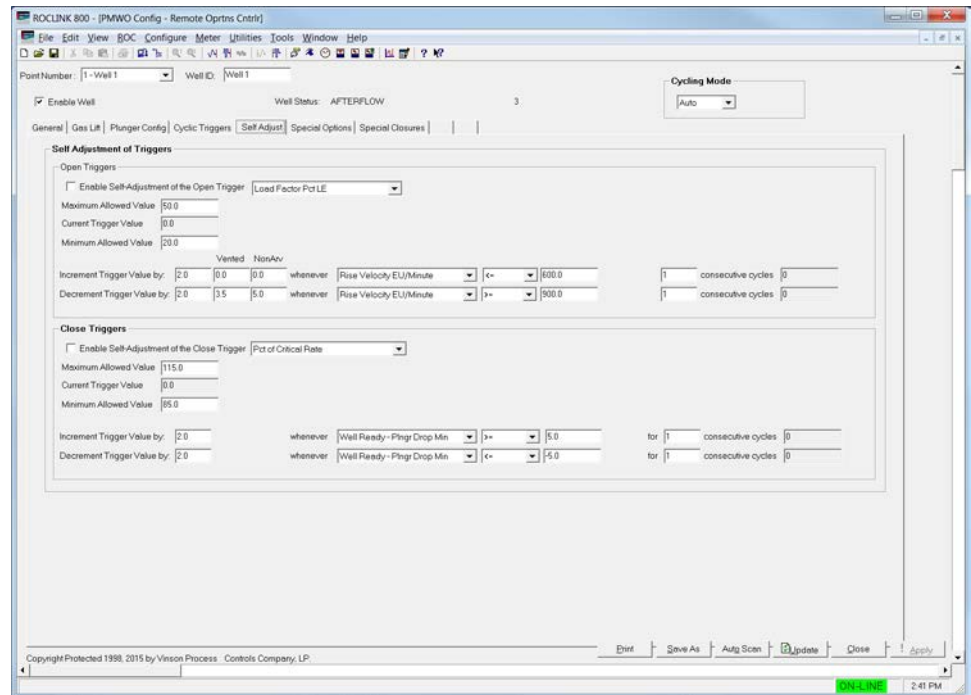 ROCLINK 800 - [PMWO Config - Remote Oprtns Cntrlr]
File Edit View ROC Configure Meter Utilities Tools Window Help
Point Number: 1 - Well 1 Well ID: Well 1
Cycling Mode
Enable Well Well Status: AFTERFLOW 3 Auto
General Gas Lift Plunger Config Cyclic Triggers Self Adjust Special Options Special Closures
Self Adjustment of Triggers
Open Triggers
Enable Self-Adjustment of the Open Trigger Load Factor Pct LE
Maximum Allowed Value 50.0
Current Trigger Value 0.0
Minimum Allowed Value 20.0
Vented NonArv
Increment Trigger Value by: 2.0 0.0 0.0 whenever Rise Velocity EU/Minute <= 600.0 1 consecutive cycles 0
Decrement Trigger Value by: 2.0 3.5 5.0 whenever Rise Velocity EU/Minute >= 900.0 1 consecutive cycles 0
Close Triggers
Enable Self-Adjustment of the Close Trigger Pct of Critical Rate
Maximum Allowed Value 115.0
Current Trigger Value 0.0
Minimum Allowed Value 85.0
Increment Trigger Value by: 2.0 whenever Well Ready - Plngr Drop Min >= 5.0 for 1 consecutive cycles 0
Decrement Trigger Value by: 2.0 whenever Well Ready - Plngr Drop Min <= -5.0 for 1 consecutive cycles 0
Print Save As Auto Scan Update Close ! Apply
Copyright Protected 1998, 2015 by Vinson Process Controls Company, LP.
ON-LINE 2:41 PM